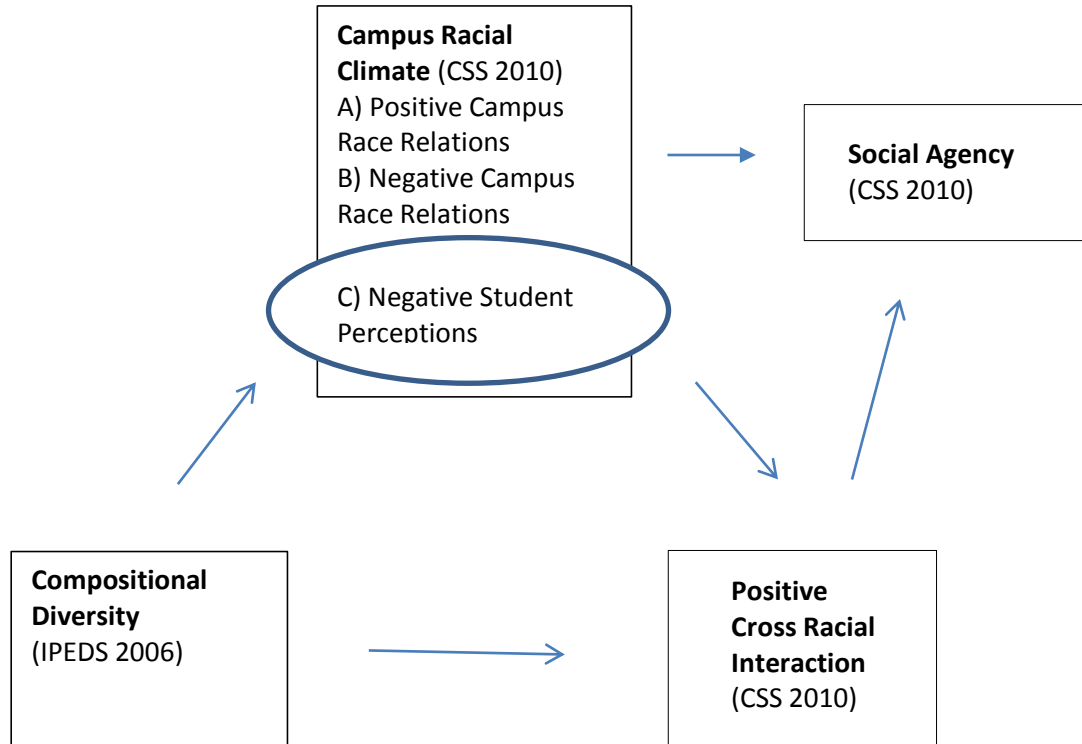 Campus Racial
Climate (CSS 2010)
A) Positive Campus
Race Relations
B) Negative Campus
Race Relations
C) Negative Student
Perceptions
Social Agency
(CSS 2010)
Compositional
Diversity
(IPEDS 2006)
Positive
Cross Racial
Interaction
(CSS 2010)